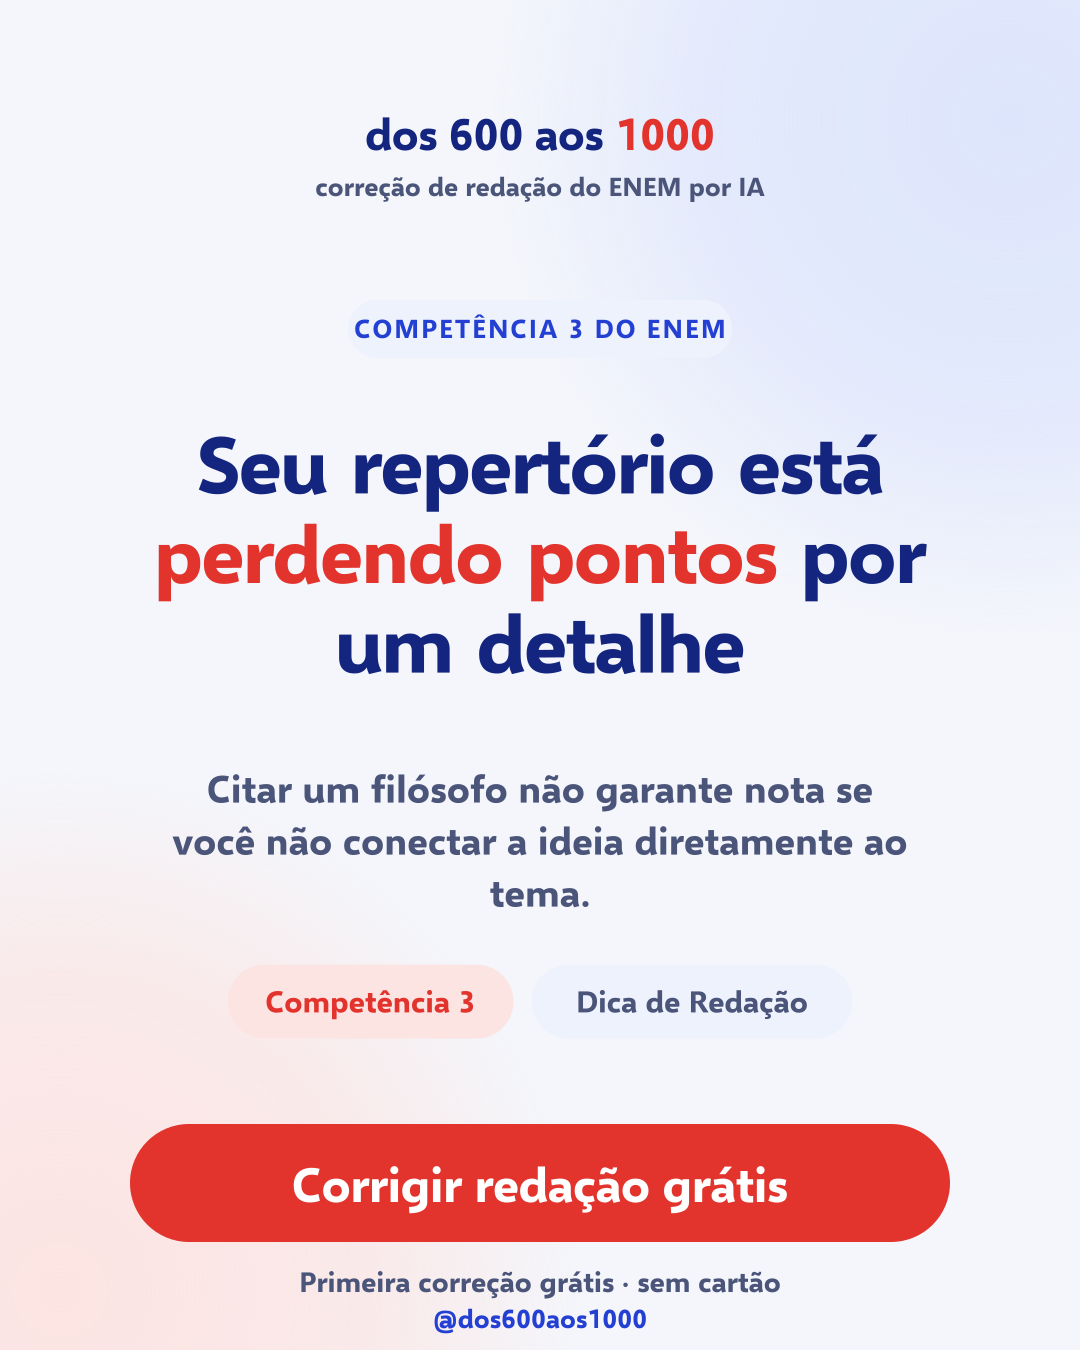 dos 600 aos 1000
correção de redação do ENEM por IA
COMPETÊNCIA 3 DO ENEM
Seu repertório está
perdendo pontos por
um detalhe
Citar um filósofo não garante nota se
você não conectar a ideia diretamente ao
tema.
Competência 3
Dica de Redação
Corrigir redação grátis
Primeira correção grátis · sem cartão
@dos600aos1000